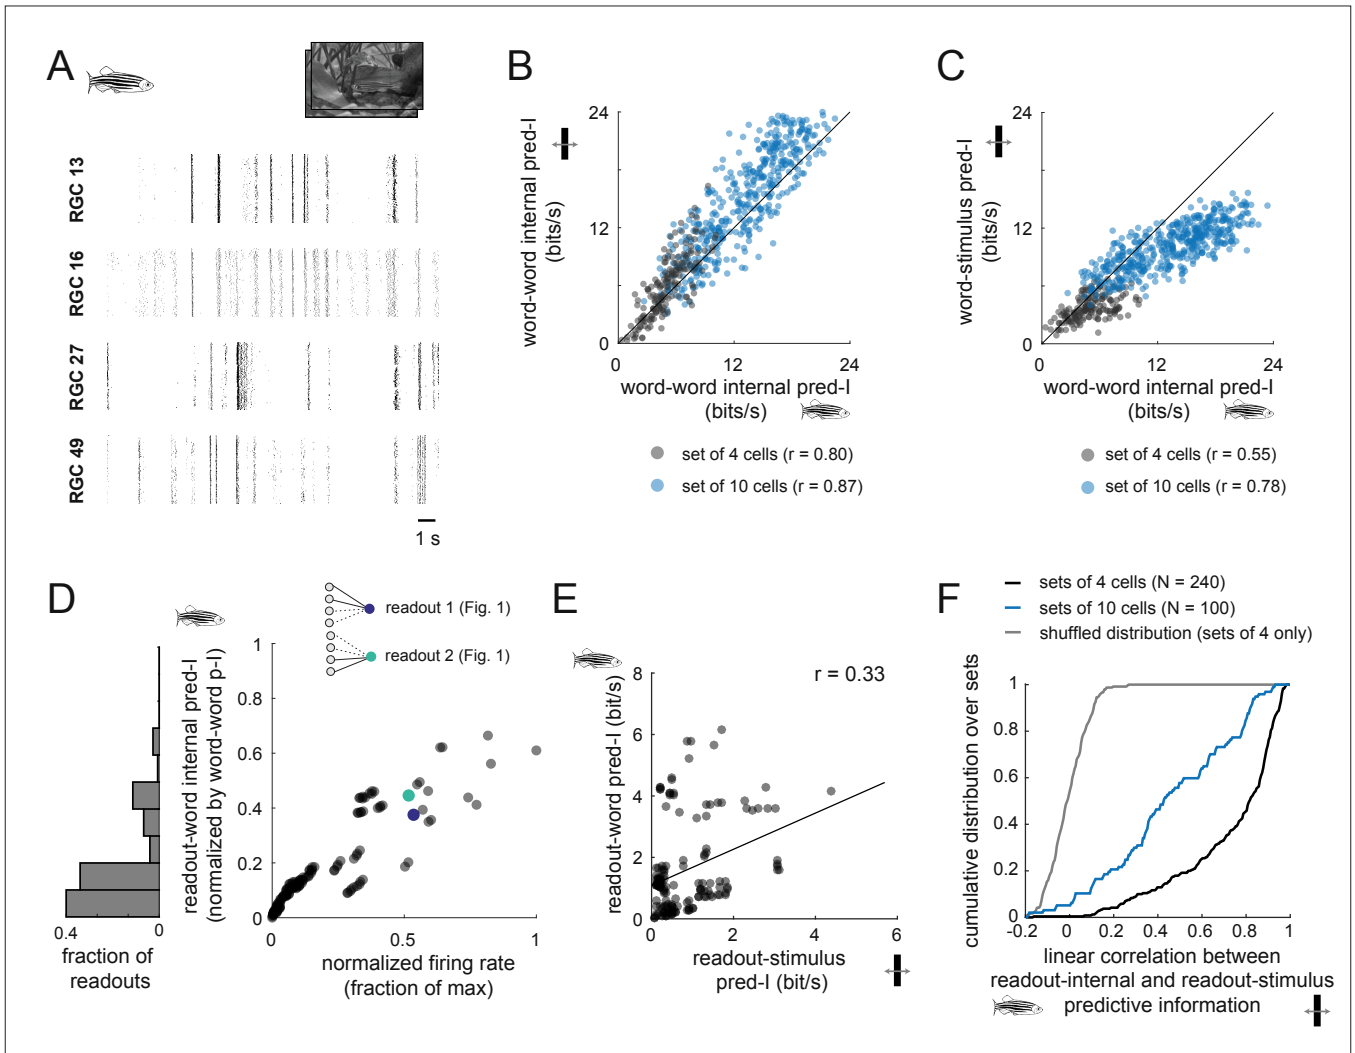 A
RGC 13
RGC 16
RGC 27
RGC 49
1 s
B
word-word internal pred-I
(bits/s)
24
12
0
0
12
24
word-word internal pred-I
(bits/s)
set of 4 cells (r = 0.80)
set of 10 cells (r = 0.87)
C
word-stimulus pred-I
(bits/s)
24
12
0
0
12
24
word-word internal pred-I
(bits/s)
set of 4 cells (r = 0.55)
set of 10 cells (r = 0.78)
D
readout 1 (Fig. 1)
readout 2 (Fig. 1)
0.4
0
fraction of
readouts
readout-word internal pred-I
(normalized by word-word p-I)
1
0.8
0.6
0.4
0.2
0
0
0.5
1
normalized firing rate
(fraction of max)
E
r = 0.33
readout-word pred-I (bit/s)
8
6
4
2
0
0
2
4
6
readout-stimulus
pred-I (bit/s)
F
sets of 4 cells (N = 240)
sets of 10 cells (N = 100)
shuffled distribution (sets of 4 only)
cumulative distribution over sets
1
0.8
0.6
0.4
0.2
0
-0.2
0
0.2
0.4
0.6
0.8
1
linear correlation between
readout-internal and readout-stimulus
predictive information